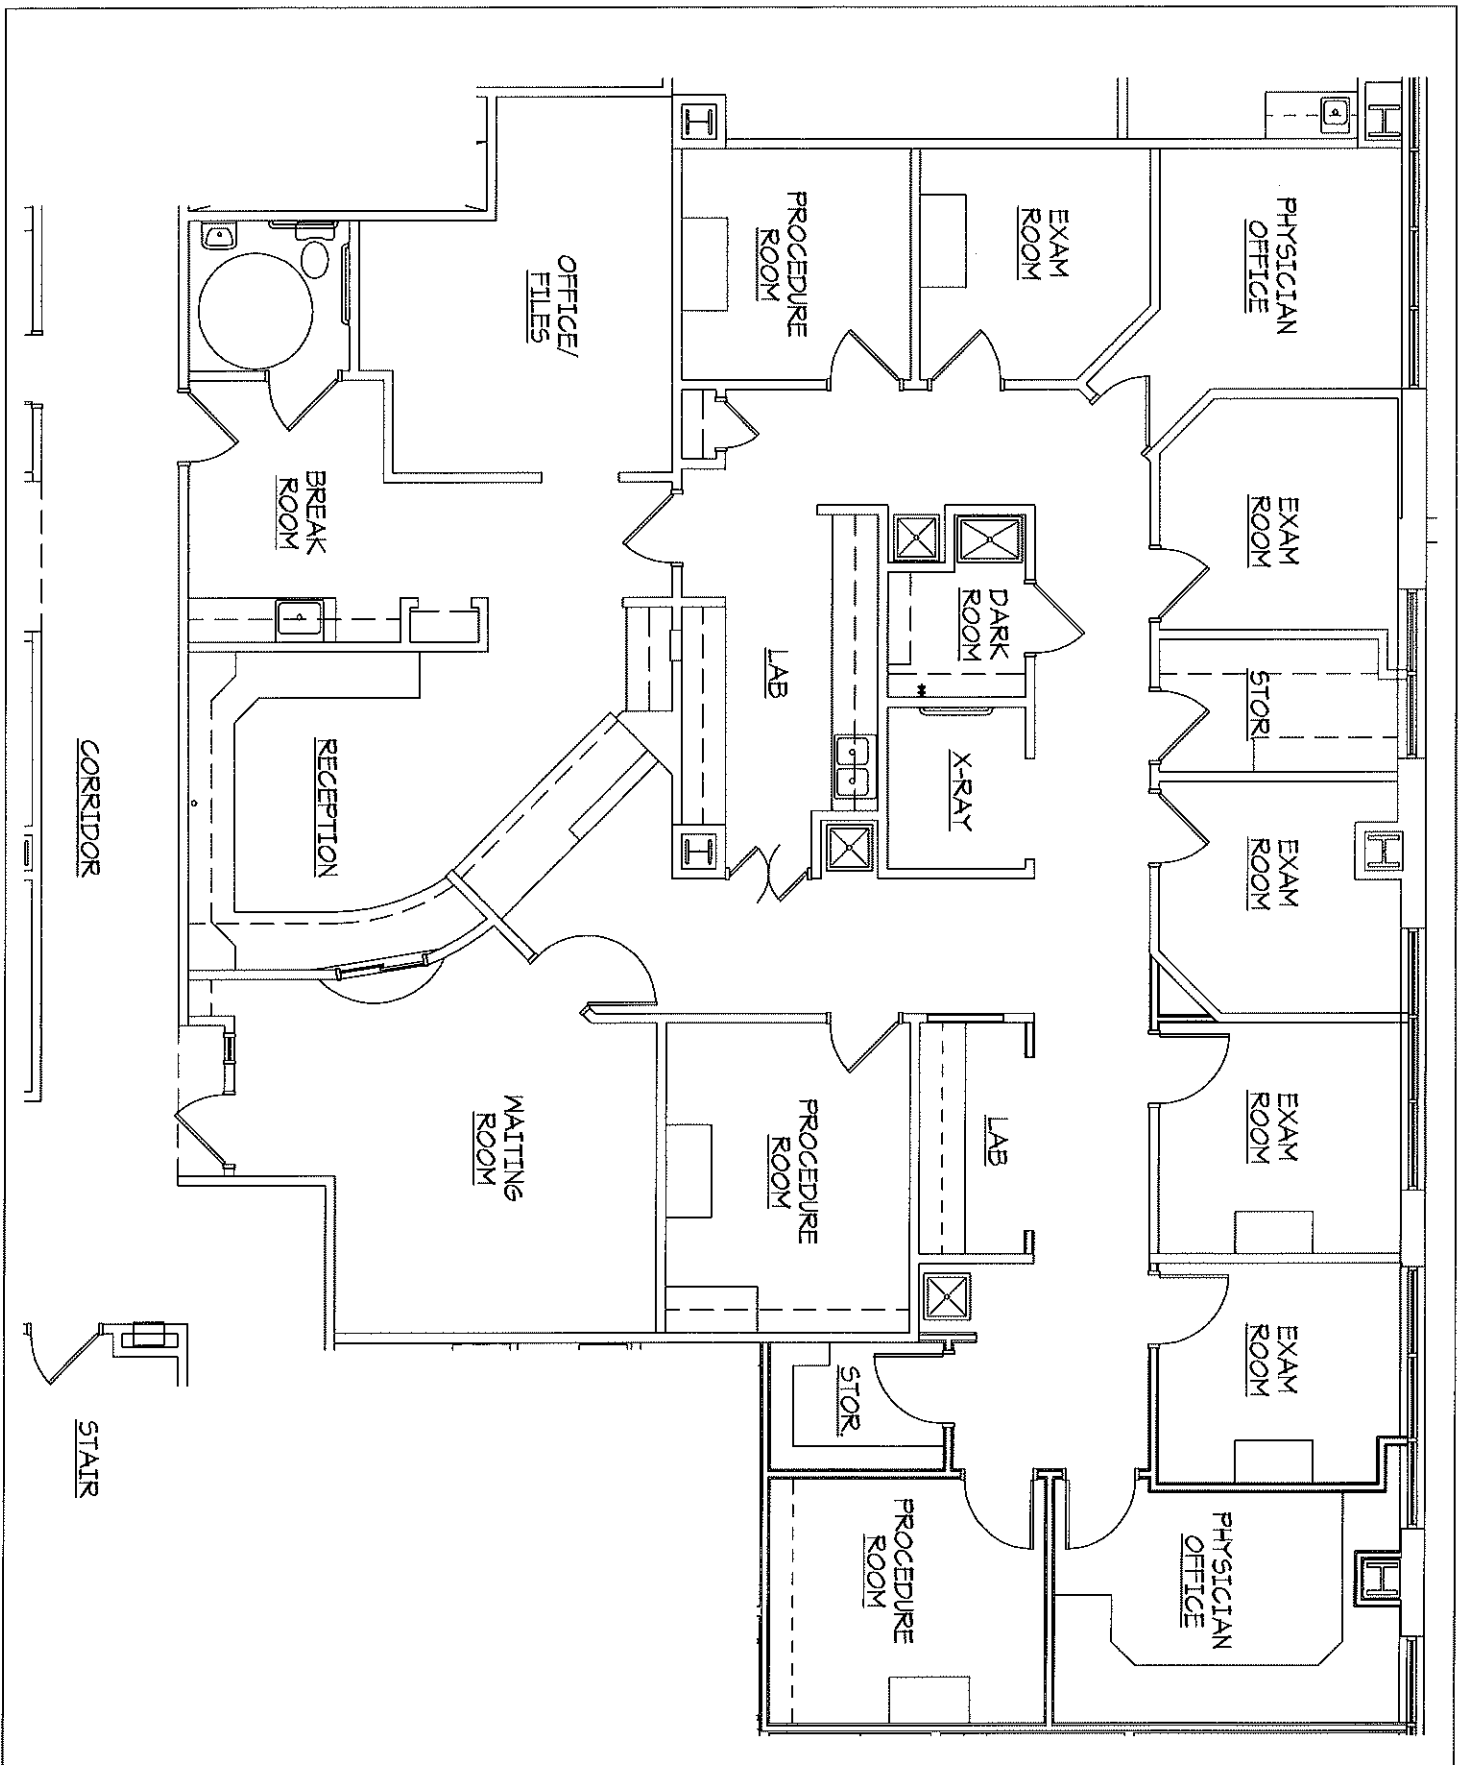 PHYSICIAN
OFFICE
EXAM
ROOM
STOR.
EXAM
ROOM
EXAM
ROOM
EXAM
ROOM
PHYSICIAN
OFFICE
EXAM
ROOM
PROCEDURE
ROOM
DARK
ROOM
X-RAY
LAB
PROCEDURE
ROOM
LAB
PROCEDURE
ROOM
STOR.
OFFICE/
FILES
BREAK
ROOM
RECEPTION
WAITING
ROOM
CORRIDOR
STAIR